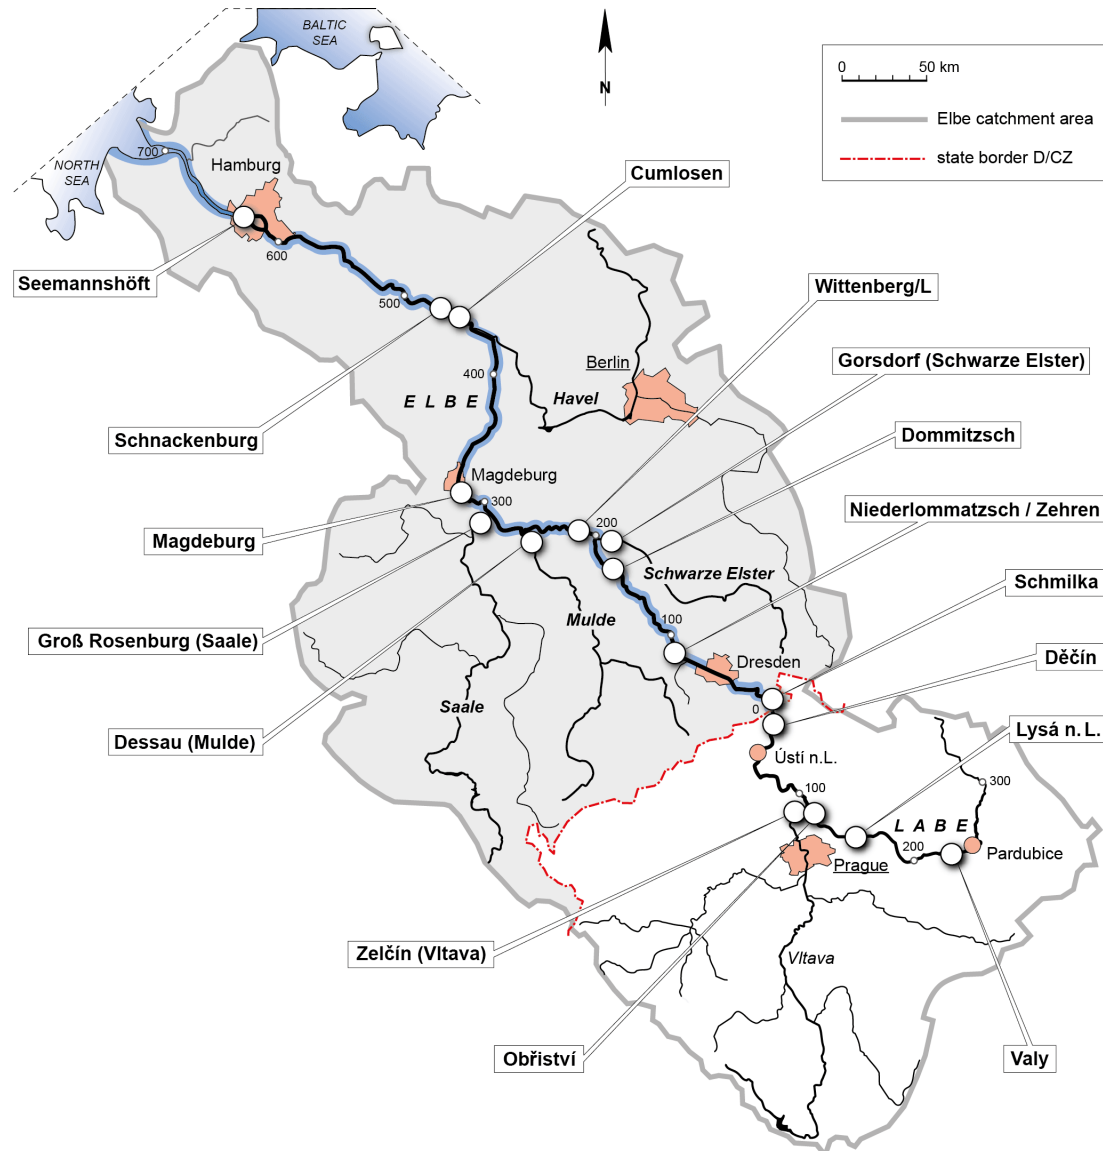 BALTIC
SEA
N
0 50 km
Elbe catchment area
state border D/CZ
700
NORTH
SEA
Hamburg
Cumlosen
600
Seemannshöft
500
Wittenberg/L
Berlin
Gorsdorf (Schwarze Elster)
400
E L B E
Havel
Schnackenburg
Dommitzsch
Magdeburg
300
Niederlommatzsch / Zehren
Magdeburg
200
Schwarze Elster
Schmilka
Mulde
100
Groß Rosenburg (Saale)
Dresden
Děčín
Saale
0
Lysá n. L.
Dessau (Mulde)
Ústí n.L.
300
100
L A B E
200
Pardubice
Prague
Zelčín (Vltava)
Vltava
Obříství
Valy